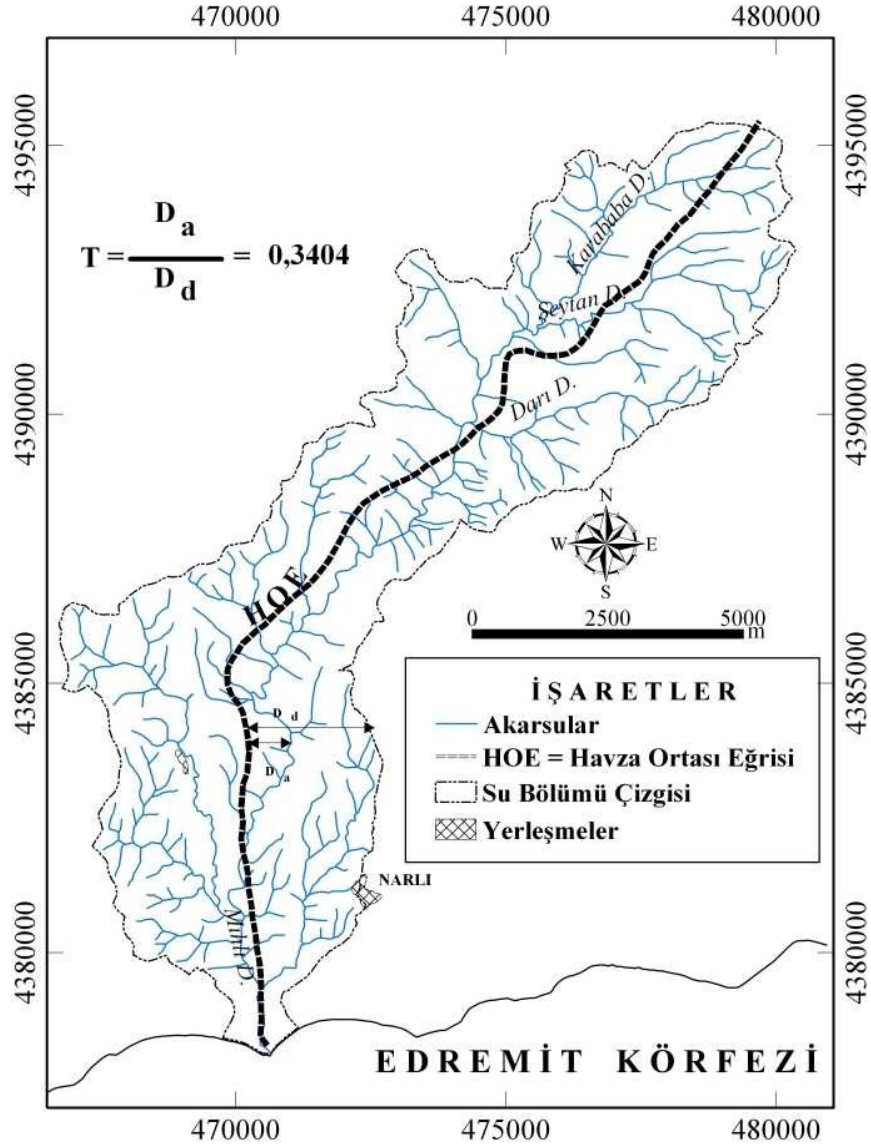 470000 475000 480000
4395000 4395000
D a
T = = 0,3404
D d
Karababa D.
Şeytan D.
Darı D.
4390000 4390000
N
W E
S
HOE
0 2500 5000
m
4385000 4385000
İŞARETLER
Akarsular
HOE = Havza Ortası Eğrisi
Su Bölümü Çizgisi
Yerleşmeler
D d
D a
NARLI
Mıhlı D.
4380000 4380000
EDREMİT KÖRFEZİ
470000 475000 480000